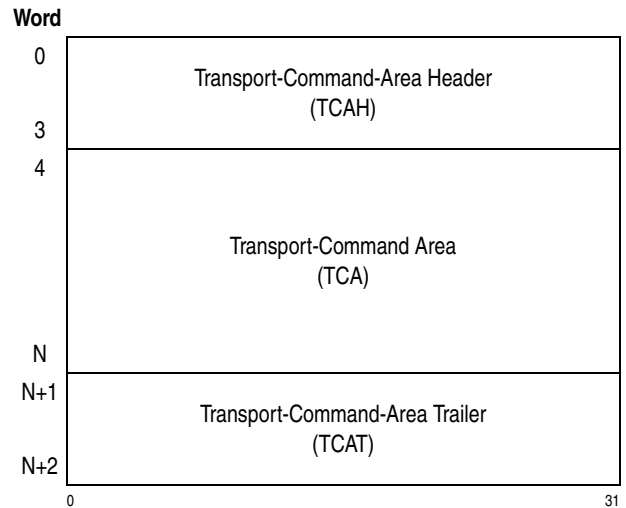 Word
0
Transport-Command-Area Header
(TCAH)
3
4
Transport-Command Area
(TCA)
N
N+1
Transport-Command-Area Trailer
(TCAT)
N+2
0 31